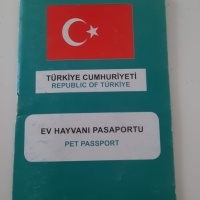 TÜRKİYE CUMHURİYETİ
REPUBLIC OF TÜRKİYE
EV HAYVANI PASAPORTU
PET PASSPORT